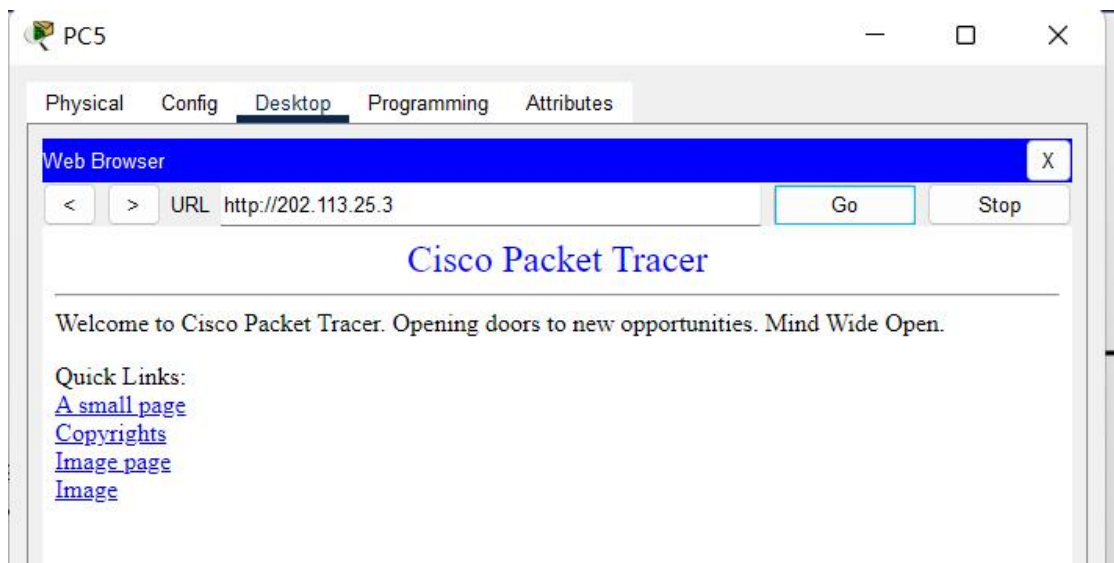 PC5
Physical Config Desktop Programming Attributes
Web Browser X
< > URL http://202.113.25.3 Go Stop
Cisco Packet Tracer
Welcome to Cisco Packet Tracer. Opening doors to new opportunities. Mind Wide Open.
Quick Links:
A small page
Copyrights
Image page
Image